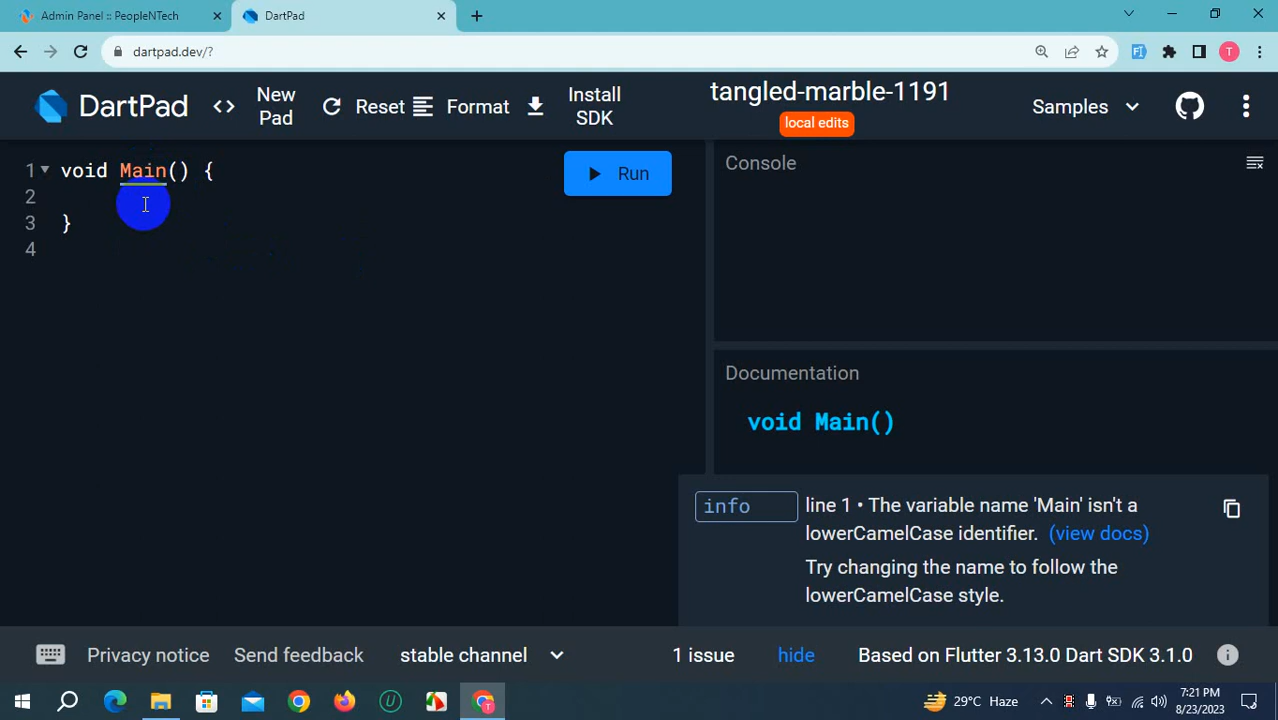 Admin Panel :: PeopleNTech
DartPad
dartpad.dev/?
DartPad
New Pad
Reset
Format
Install SDK
tangled-marble-1191
local edits
Samples
1 void Main() {
2
3 }
4
Run
Console
Documentation
void Main()
info
line 1 • The variable name 'Main' isn't a
lowerCamelCase identifier. (view docs)
Try changing the name to follow the
lowerCamelCase style.
Privacy notice
Send feedback
stable channel
1 issue
hide
Based on Flutter 3.13.0 Dart SDK 3.1.0
29°C Haze
7:21 PM
8/23/2023